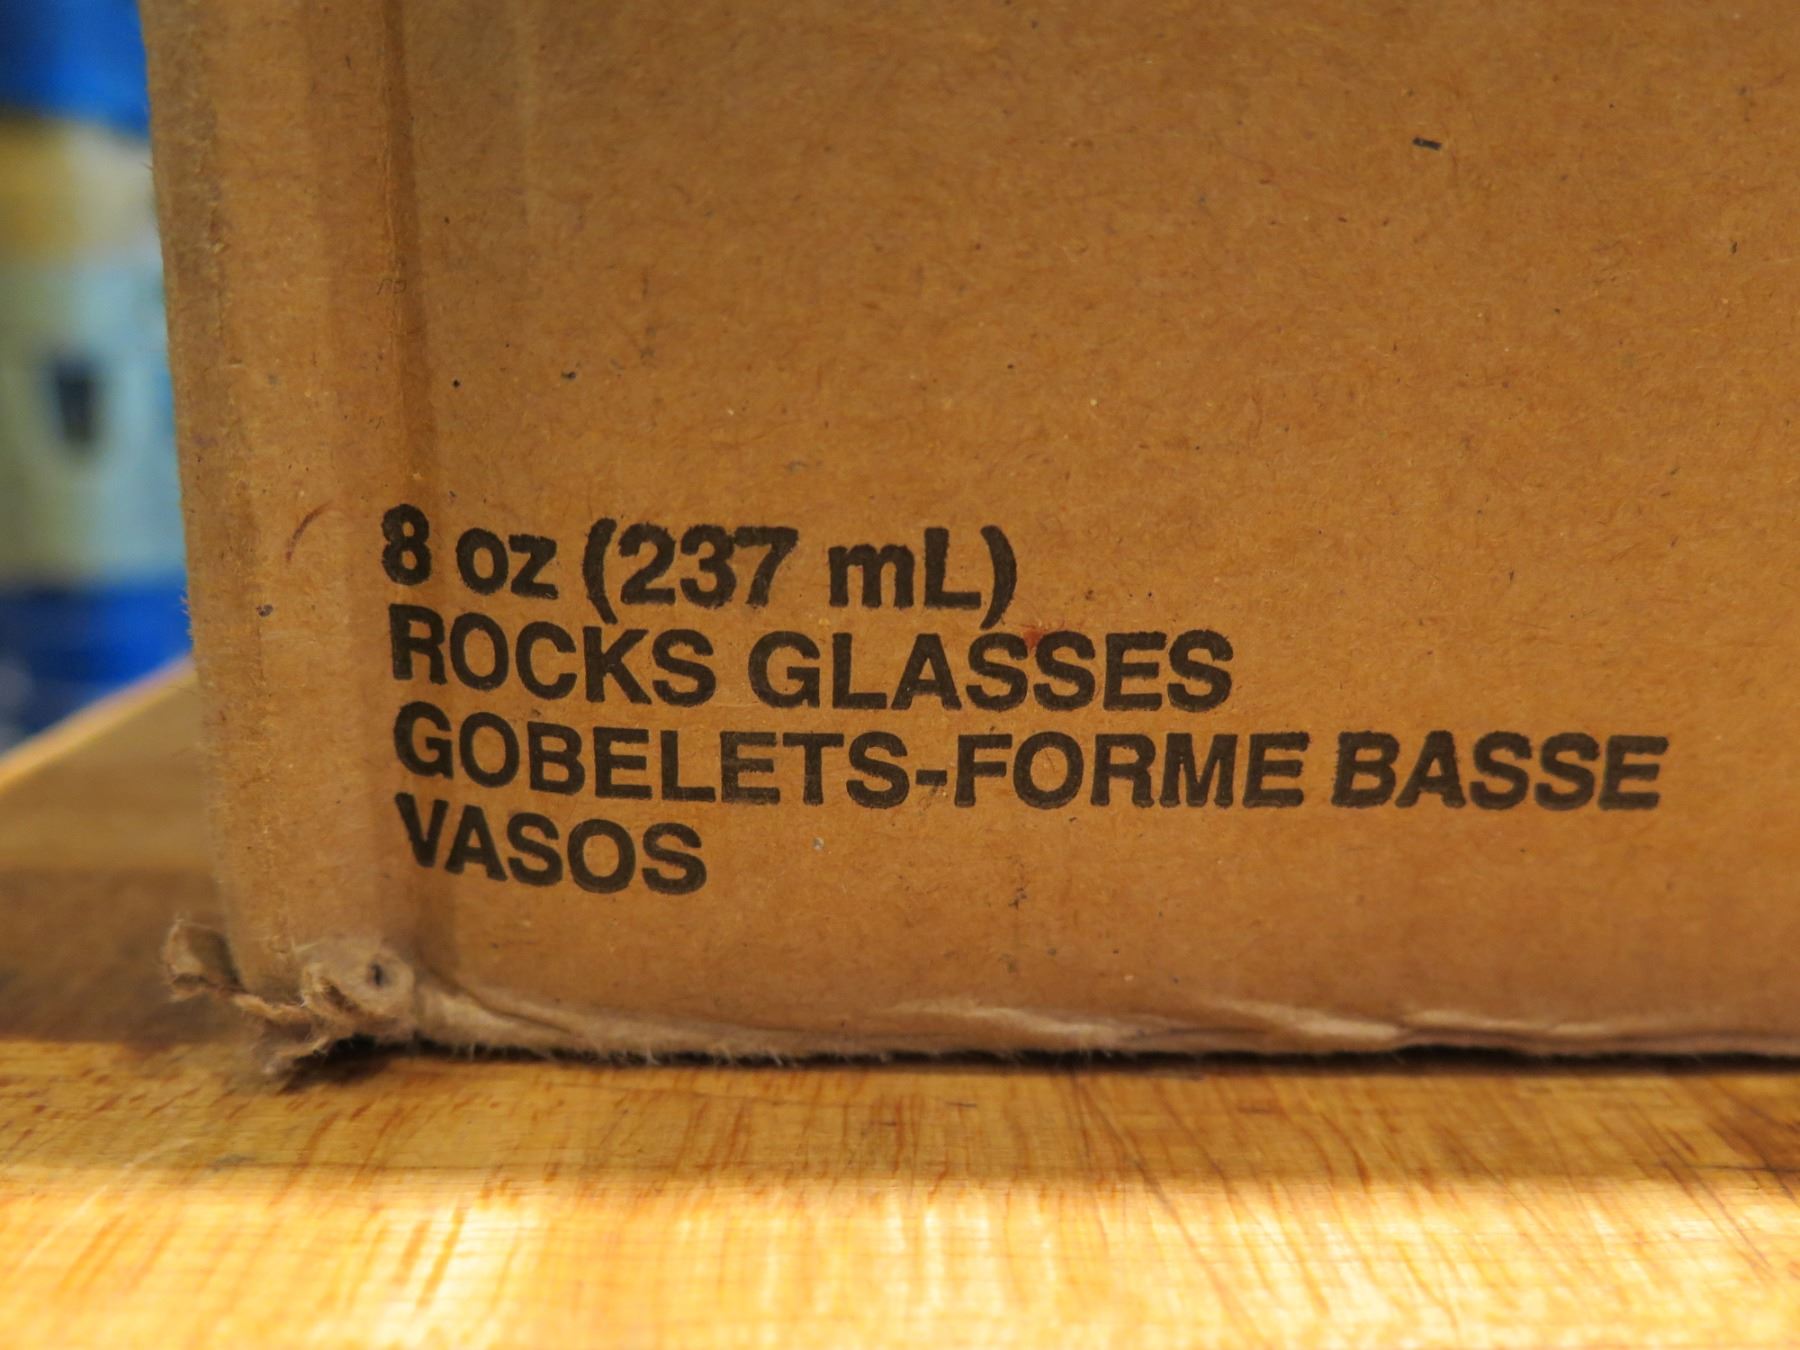 8 oz (237 mL)
ROCKS GLASSES
GOBELETS-FORME BASSE
VASOS